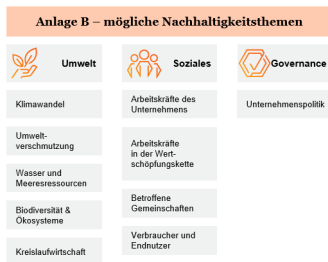 Anlage B – mögliche Nachhaltigkeitsthemen
Umwelt
Klimawandel
Umwelt-
verschmutzung
Wasser und
Meeresressourcen
Biodiversität &
Ökosysteme
Kreislaufwirtschaft
Soziales
Arbeitskräfte des
Unternehmens
Arbeitskräfte
in der Wert-
schöpfungskette
Betroffene
Gemeinschaften
Verbraucher und
Endnutzer
Governance
Unternehmenspolitik